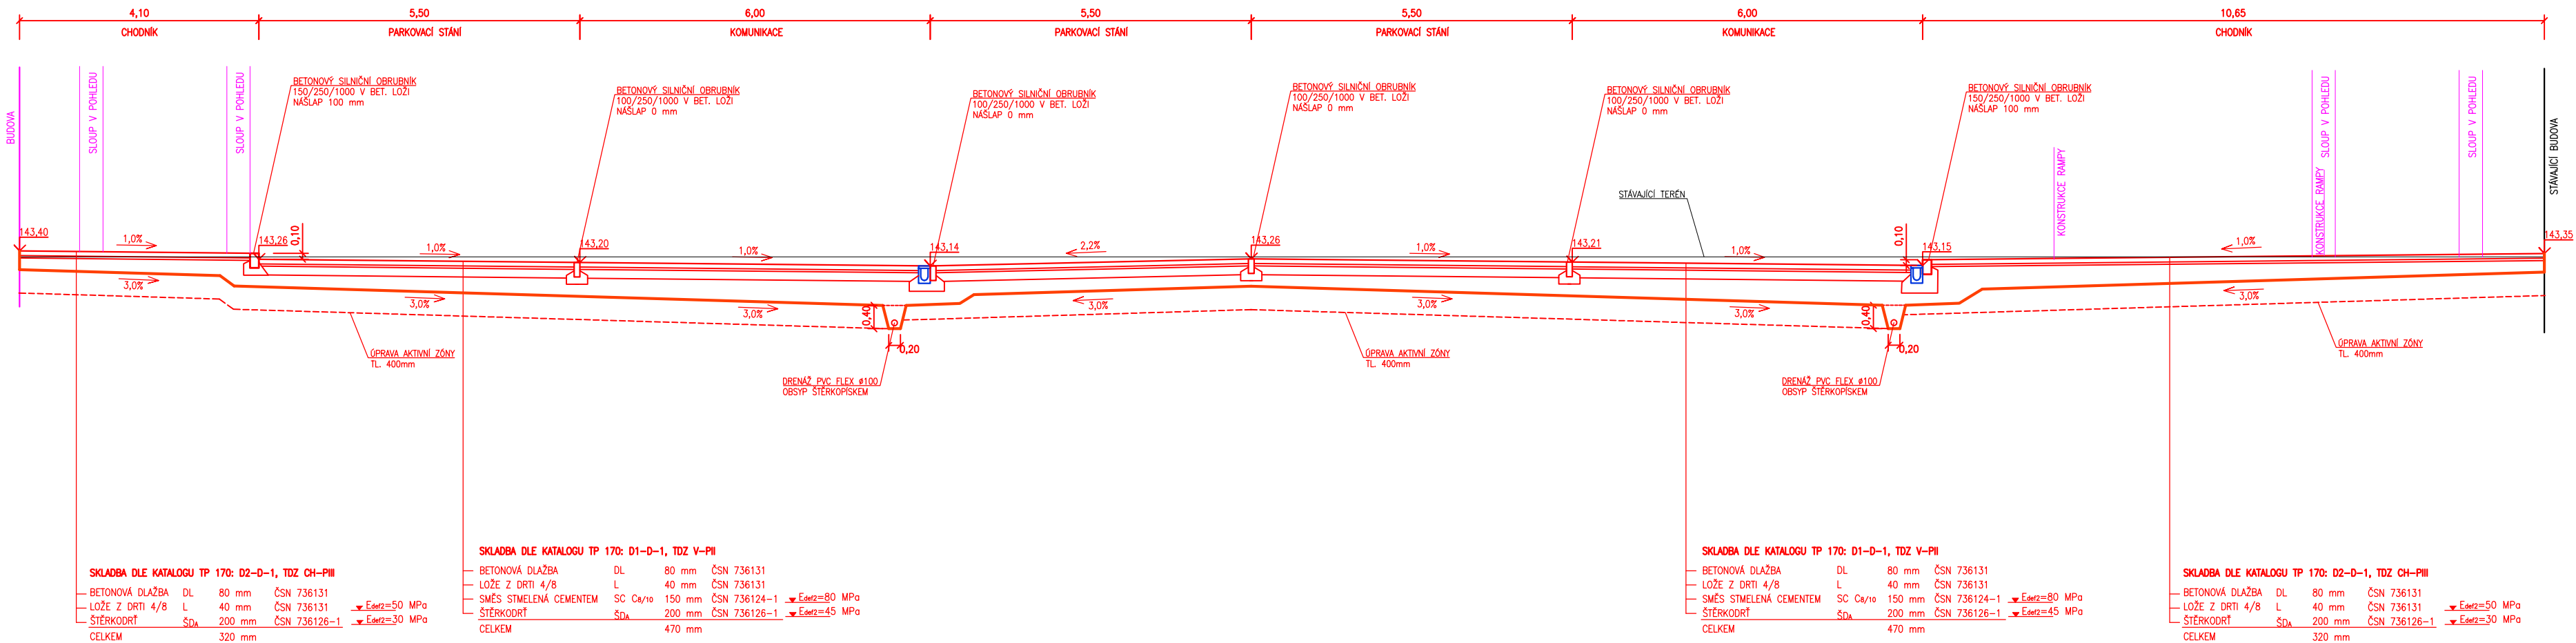 4,10 5,50 6,00 5,50 5,50 6,00 10,65
CHODNÍK PARKOVACÍ STÁNÍ KOMUNIKACE PARKOVACÍ STÁNÍ PARKOVACÍ STÁNÍ KOMUNIKACE CHODNÍK
BUDOVA
SLOUP V POHLEDU
SLOUP V POHLEDU
BETONOVÝ SILNIČNÍ OBRUBNÍK
150/250/1000 V BET. LOŽI
NÁŠLAP 100 mm
BETONOVÝ SILNIČNÍ OBRUBNÍK
100/250/1000 V BET. LOŽI
NÁŠLAP 0 mm
BETONOVÝ SILNIČNÍ OBRUBNÍK
100/250/1000 V BET. LOŽI
NÁŠLAP 0 mm
BETONOVÝ SILNIČNÍ OBRUBNÍK
100/250/1000 V BET. LOŽI
NÁŠLAP 0 mm
BETONOVÝ SILNIČNÍ OBRUBNÍK
100/250/1000 V BET. LOŽI
NÁŠLAP 0 mm
BETONOVÝ SILNIČNÍ OBRUBNÍK
150/250/1000 V BET. LOŽI
NÁŠLAP 100 mm
KONSTRUKCE RAMPY
KONSTRUKCE RAMPY
SLOUP V POHLEDU
SLOUP V POHLEDU
STÁVAJÍCÍ BUDOVA
STÁVAJÍCÍ TERÉN
143,40 1,0% 143,26 0,10 1,0% 143,20 1,0% 143,14 2,2% 143,26 1,0% 143,21 1,0% 0,10 143,15 1,0% 143,35
3,0% 3,0% 3,0% 0,40 3,0% 3,0% 3,0% 0,40 3,0%
0,20 0,20
ÚPRAVA AKTIVNÍ ZÓNY
TL. 400mm
ÚPRAVA AKTIVNÍ ZÓNY
TL. 400mm
ÚPRAVA AKTIVNÍ ZÓNY
TL. 400mm
DRENÁŽ PVC FLEX ø100
OBSYP ŠTĚRKOPÍSKEM
DRENÁŽ PVC FLEX ø100
OBSYP ŠTĚRKOPÍSKEM
SKLADBA DLE KATALOGU TP 170: D2-D-1, TDZ CH-PIII
BETONOVÁ DLAŽBA DL 80 mm ČSN 736131
LOŽE Z DRTI 4/8 L 40 mm ČSN 736131 Edef2=50 MPa
ŠTĚRKODRŤ ŠDA 200 mm ČSN 736126-1 Edef2=30 MPa
CELKEM 320 mm
SKLADBA DLE KATALOGU TP 170: D1-D-1, TDZ V-PII
BETONOVÁ DLAŽBA DL 80 mm ČSN 736131
LOŽE Z DRTI 4/8 L 40 mm ČSN 736131
SMĚS STMELENÁ CEMENTEM SC C8/10 150 mm ČSN 736124-1 Edef2=80 MPa
ŠTĚRKODRŤ ŠDA 200 mm ČSN 736126-1 Edef2=45 MPa
CELKEM 470 mm
SKLADBA DLE KATALOGU TP 170: D1-D-1, TDZ V-PII
BETONOVÁ DLAŽBA DL 80 mm ČSN 736131
LOŽE Z DRTI 4/8 L 40 mm ČSN 736131
SMĚS STMELENÁ CEMENTEM SC C8/10 150 mm ČSN 736124-1 Edef2=80 MPa
ŠTĚRKODRŤ ŠDA 200 mm ČSN 736126-1 Edef2=45 MPa
CELKEM 470 mm
SKLADBA DLE KATALOGU TP 170: D2-D-1, TDZ CH-PIII
BETONOVÁ DLAŽBA DL 80 mm ČSN 736131
LOŽE Z DRTI 4/8 L 40 mm ČSN 736131 Edef2=50 MPa
ŠTĚRKODRŤ ŠDA 200 mm ČSN 736126-1 Edef2=30 MPa
CELKEM 320 mm